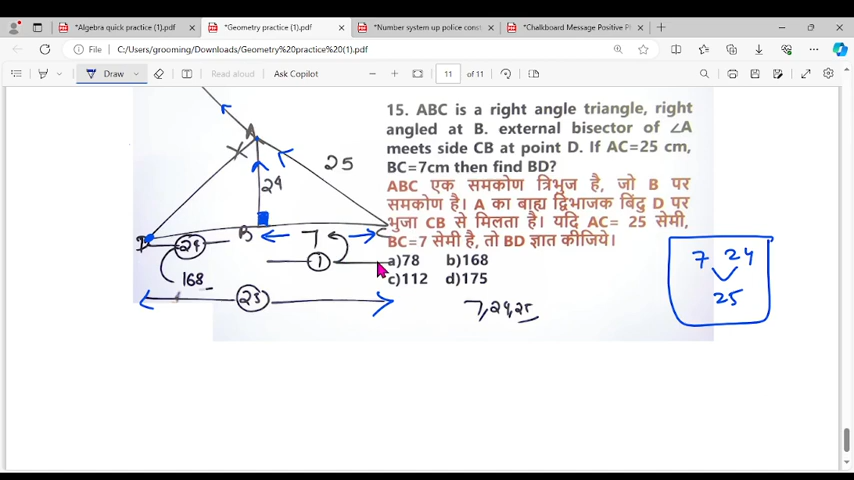 *Algebra quick practice (1).pdf
*Geometry practice (1).pdf
*Number system up police const
*Chalkboard Message Positive P
File C:/Users/grooming/Downloads/Geometry%20practice%20(1).pdf
Draw Read aloud Ask Copilot 11 of 11
15. ABC is a right angle triangle, right
angled at B. external bisector of ∠A
meets side CB at point D. If AC=25 cm,
BC=7cm then find BD?
ABC एक समकोण त्रिभुज है, जो B पर
समकोण है। A का बाह्य द्विभाजक बिंदु D पर
भुजा CB से मिलता है। यदि AC= 25 सेमी,
BC=7 सेमी है, तो BD ज्ञात कीजिये।
a)78 b)168
c)112 d)175
A
25
24
D B C
24 7
1
168
25
7,24,25
7 24
25